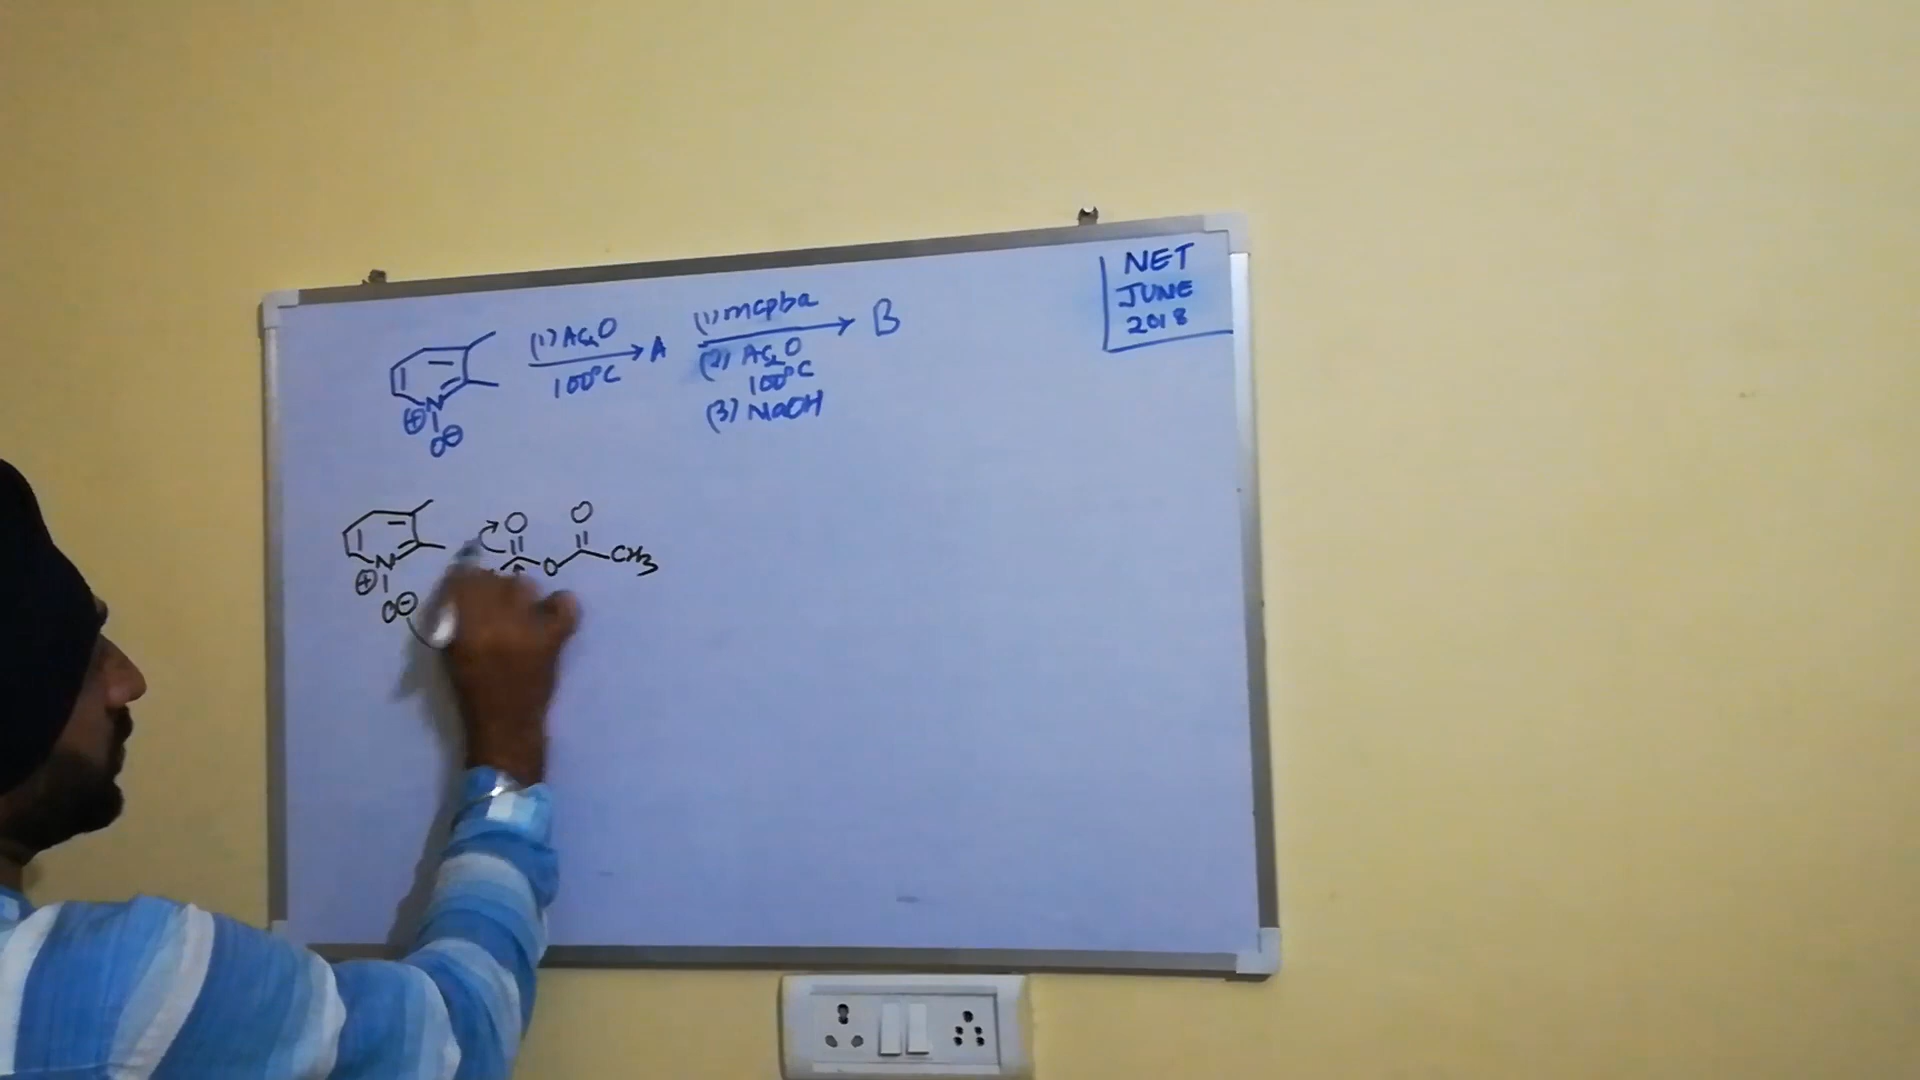 NET
JUNE
2018
(1) Ac₂O
100°C
A
(1) mcpba
(2) Ac₂O
100°C
(3) NaOH
B
N
⊕
O⊖
O
O
O
CH3
N
⊕
O⊖